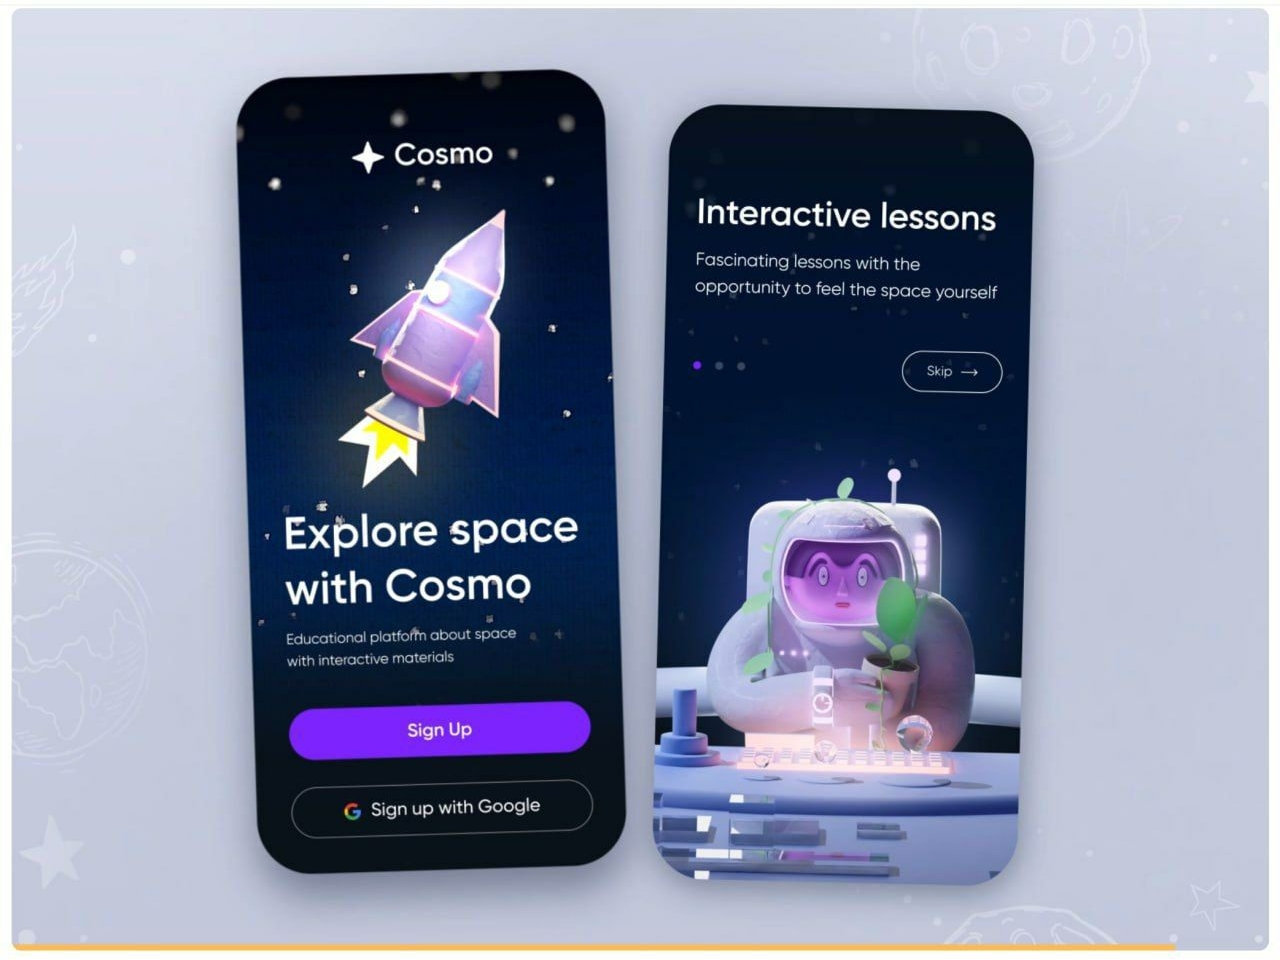 Cosmo
Explore space
with Cosmo
Educational platform about space
with interactive materials
Sign Up
Sign up with Google
Interactive lessons
Fascinating lessons with the
opportunity to feel the space yourself
Skip →